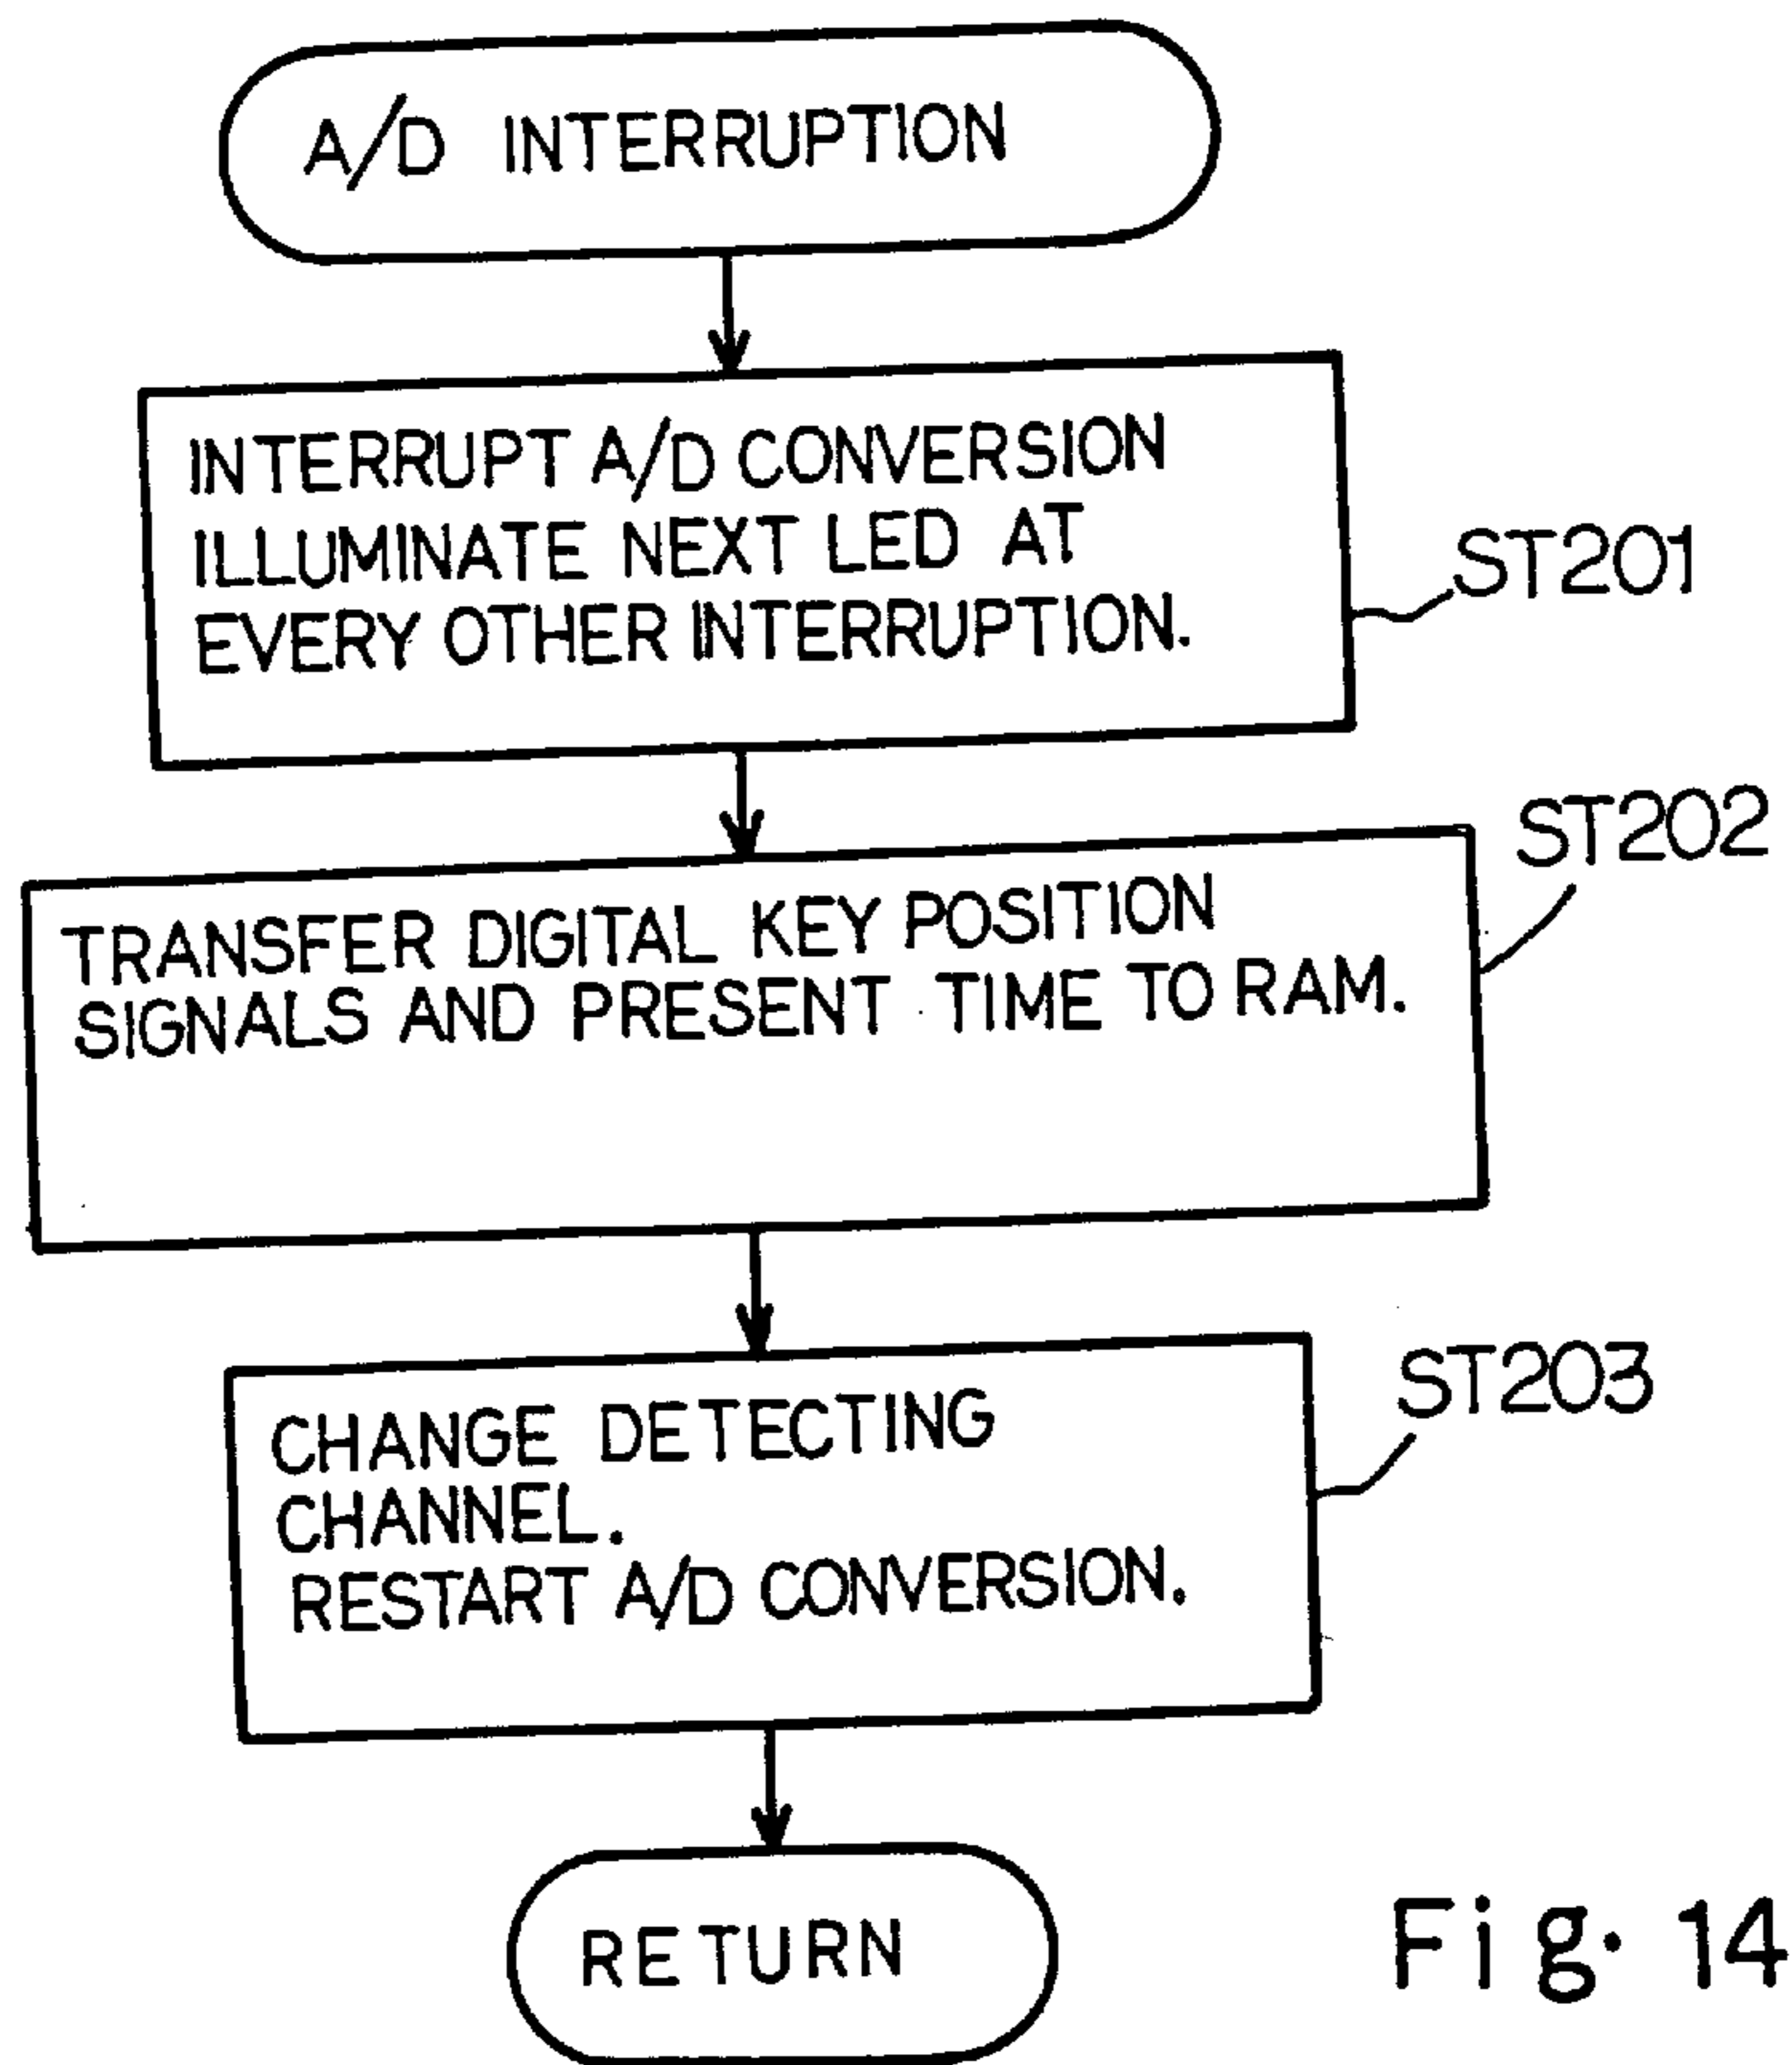 A/D INTERRUPTION
INTERRUPT A/D CONVERSION
ILLUMINATE NEXT LED AT
EVERY OTHER INTERRUPTION.
ST201
ST202
TRANSFER DIGITAL KEY POSITION
SIGNALS AND PRESENT TIME TO RAM.
ST203
CHANGE DETECTING
CHANNEL.
RESTART A/D CONVERSION.
RETURN
Fig. 14